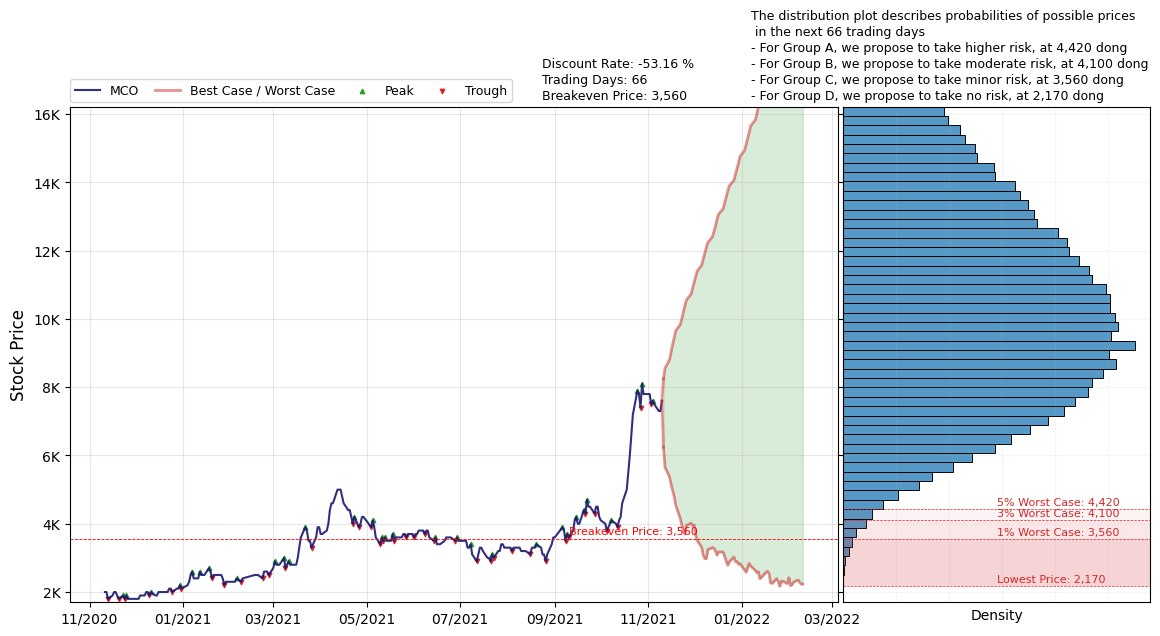 The distribution plot describes probabilities of possible prices
in the next 66 trading days
- For Group A, we propose to take higher risk, at 4,420 dong
- For Group B, we propose to take moderate risk, at 4,100 dong
- For Group C, we propose to take minor risk, at 3,560 dong
- For Group D, we propose to take no risk, at 2,170 dong
Discount Rate: -53.16 %
Trading Days: 66
Breakeven Price: 3,560
MCO
Best Case / Worst Case
Peak
Trough
Stock Price
16K
14K
12K
10K
8K
6K
4K
2K
Breakeven Price: 3,560
5% Worst Case: 4,420
3% Worst Case: 4,100
1% Worst Case: 3,560
Lowest Price: 2,170
11/2020
01/2021
03/2021
05/2021
07/2021
09/2021
11/2021
01/2022
03/2022
Density